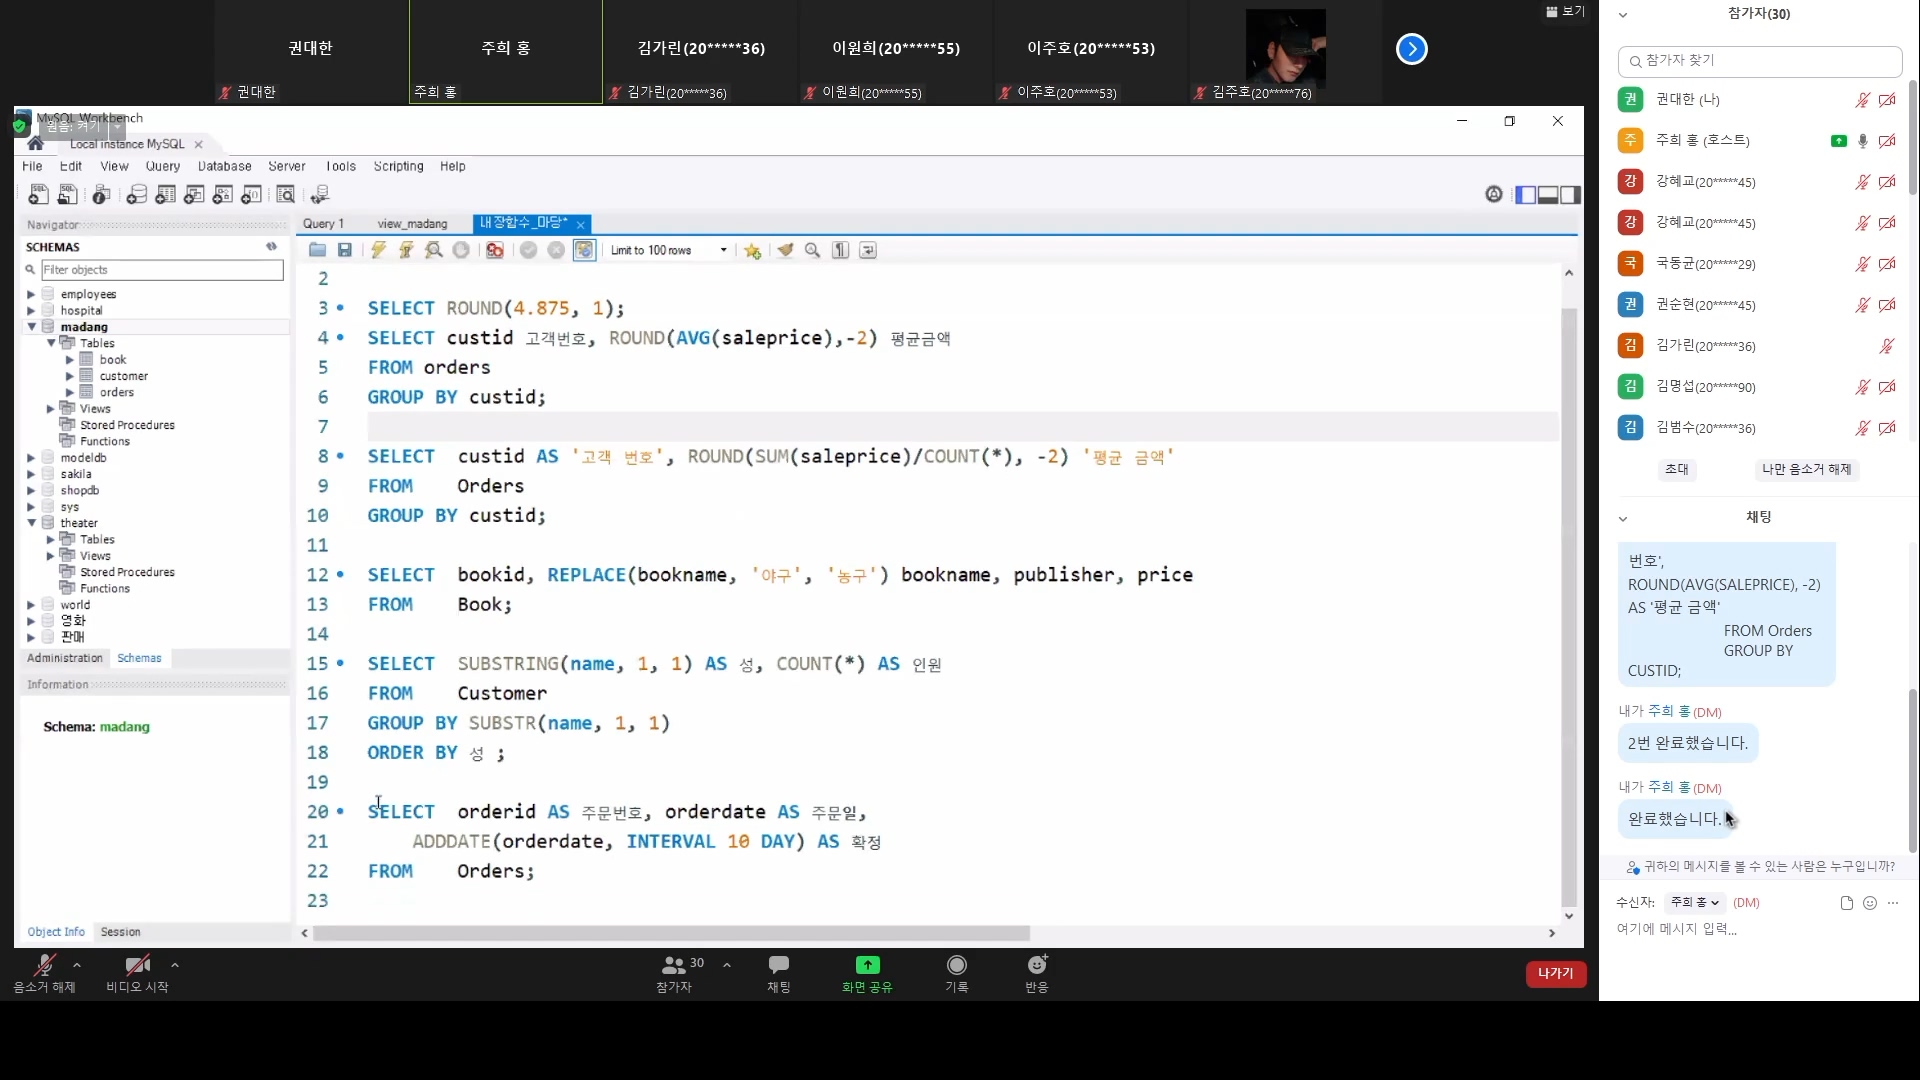 권대한
주희 홍
김가린(20*****36)
이원희(20*****55)
이주호(20*****53)
보기
권대한
주희 홍
김가린(20*****36)
이원희(20*****55)
이주호(20*****53)
김주호(20*****76)
MySQL Workbench
원음: 켜기
Local instance MySQL
File Edit View Query Database Server Tools Scripting Help
Navigator
SCHEMAS
Filter objects
employees
hospital
madang
Tables
book
customer
orders
Views
Stored Procedures
Functions
modeldb
sakila
shopdb
sys
theater
Tables
Views
Stored Procedures
Functions
world
영화
판매
Administration Schemas
Information
Schema: madang
Object Info Session
Query 1 view_madang 내장함수_마당*
Limit to 100 rows
2
3 SELECT ROUND(4.875, 1);
4 SELECT custid 고객번호, ROUND(AVG(saleprice),-2) 평균금액
5 FROM orders
6 GROUP BY custid;
7
8 SELECT custid AS '고객 번호', ROUND(SUM(saleprice)/COUNT(*), -2) '평균 금액'
9 FROM Orders
10 GROUP BY custid;
11
12 SELECT bookid, REPLACE(bookname, '야구', '농구') bookname, publisher, price
13 FROM Book;
14
15 SELECT SUBSTRING(name, 1, 1) AS 성, COUNT(*) AS 인원
16 FROM Customer
17 GROUP BY SUBSTR(name, 1, 1)
18 ORDER BY 성 ;
19
20 SELECT orderid AS 주문번호, orderdate AS 주문일,
21 ADDDATE(orderdate, INTERVAL 10 DAY) AS 확정
22 FROM Orders;
23
음소거 해제
비디오 시작
30
참가자
채팅
화면 공유
기록
반응
나가기
참가자(30)
참가자 찾기
권 권대한 (나)
주 주희 홍 (호스트)
강 강혜교(20*****45)
강 강혜교(20*****45)
국 국동균(20*****29)
권 권순현(20*****45)
김 김가린(20*****36)
김 김명섭(20*****90)
김 김범수(20*****36)
초대 나만 음소거 해제
채팅
번호',
ROUND(AVG(SALEPRICE), -2)
AS '평균 금액'
FROM Orders
GROUP BY
CUSTID;
내가 주희 홍(DM)
2번 완료했습니다.
내가 주희 홍(DM)
완료했습니다.
귀하의 메시지를 볼 수 있는 사람은 누구입니까?
수신자: 주희 홍 (DM)
여기에 메시지 입력...